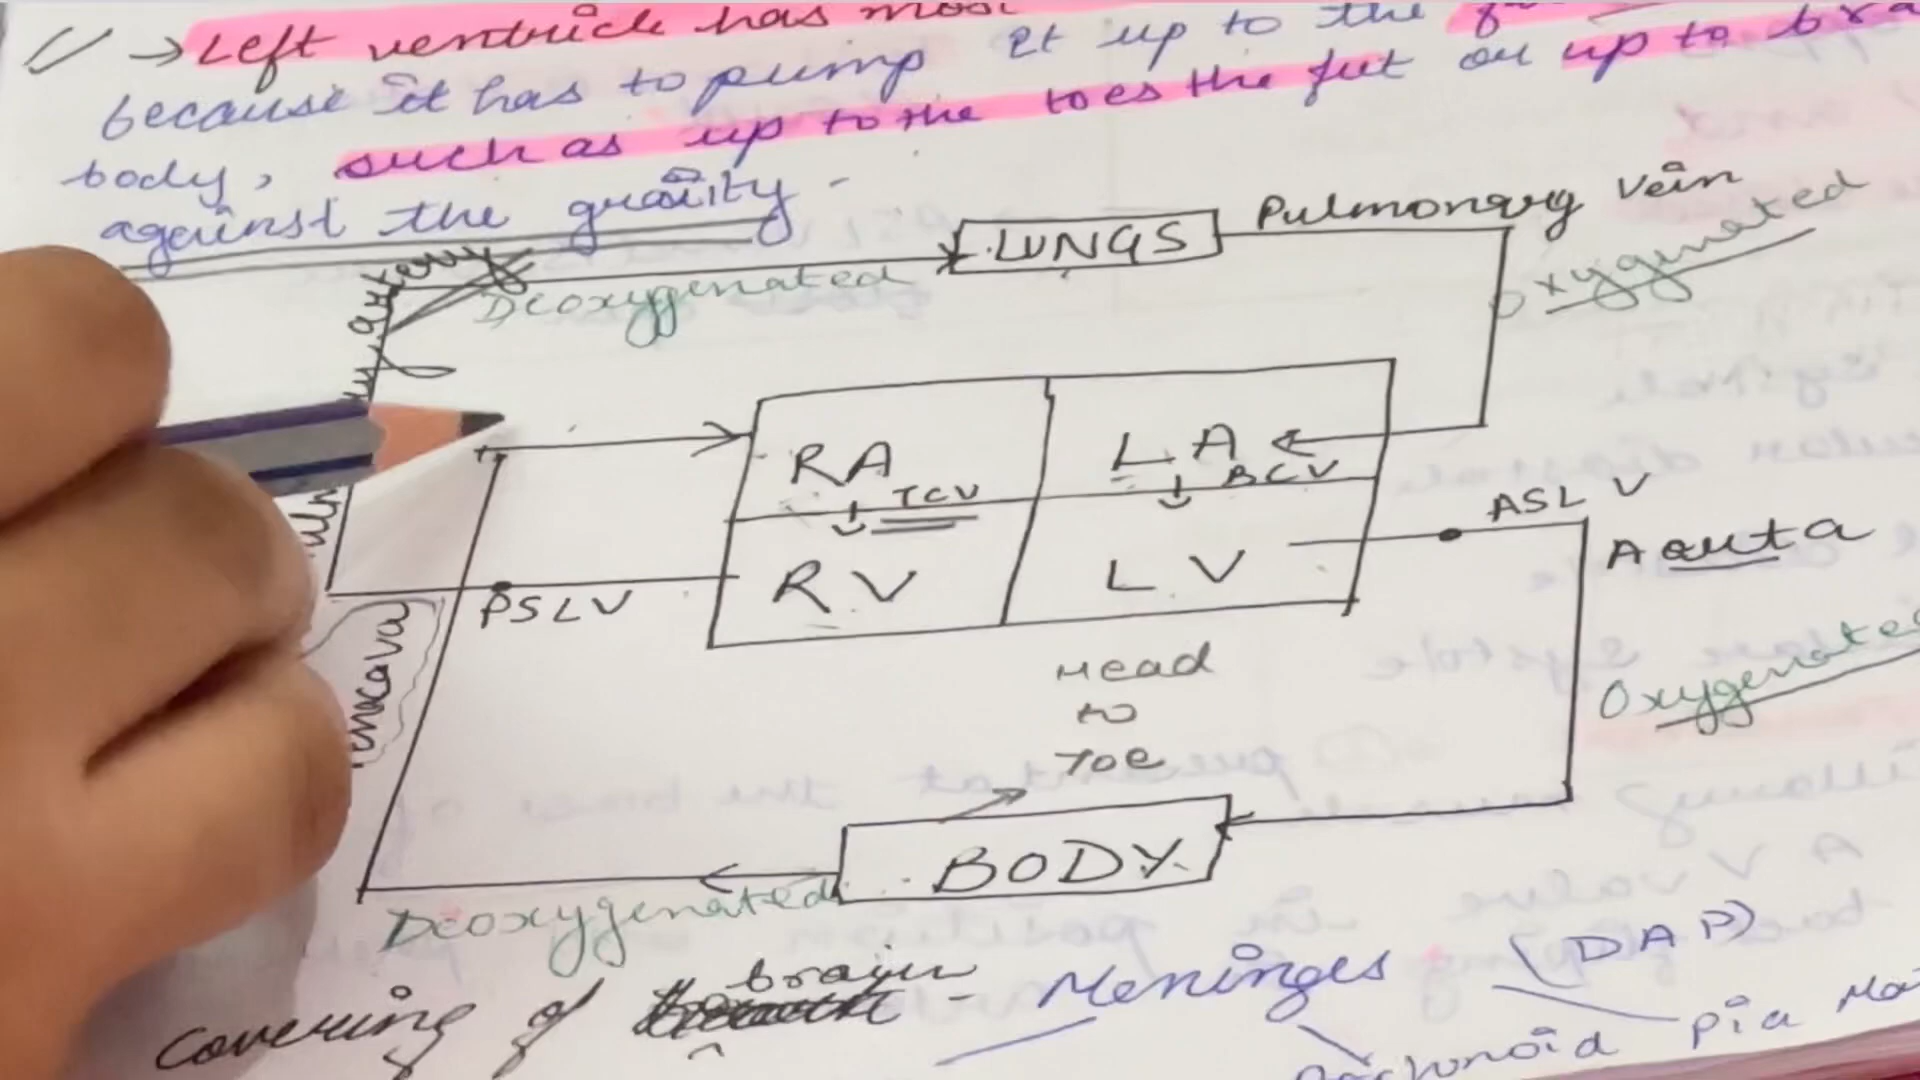 → Left ventricle has most
because it has to pump it up to the
body, such as up to the toes the feet or up to bra
against the gravity -
LUNGS
Pulmonary Vein
Oxygenated
artery
Deoxygenated
RA
LA
TCV
BCV
RV
LV
PSLV
ASLV
Aorta
Oxygenated
Head
to
Toe
BODY
Deoxygenated
covering of brain - Meninges (DAP)
pia